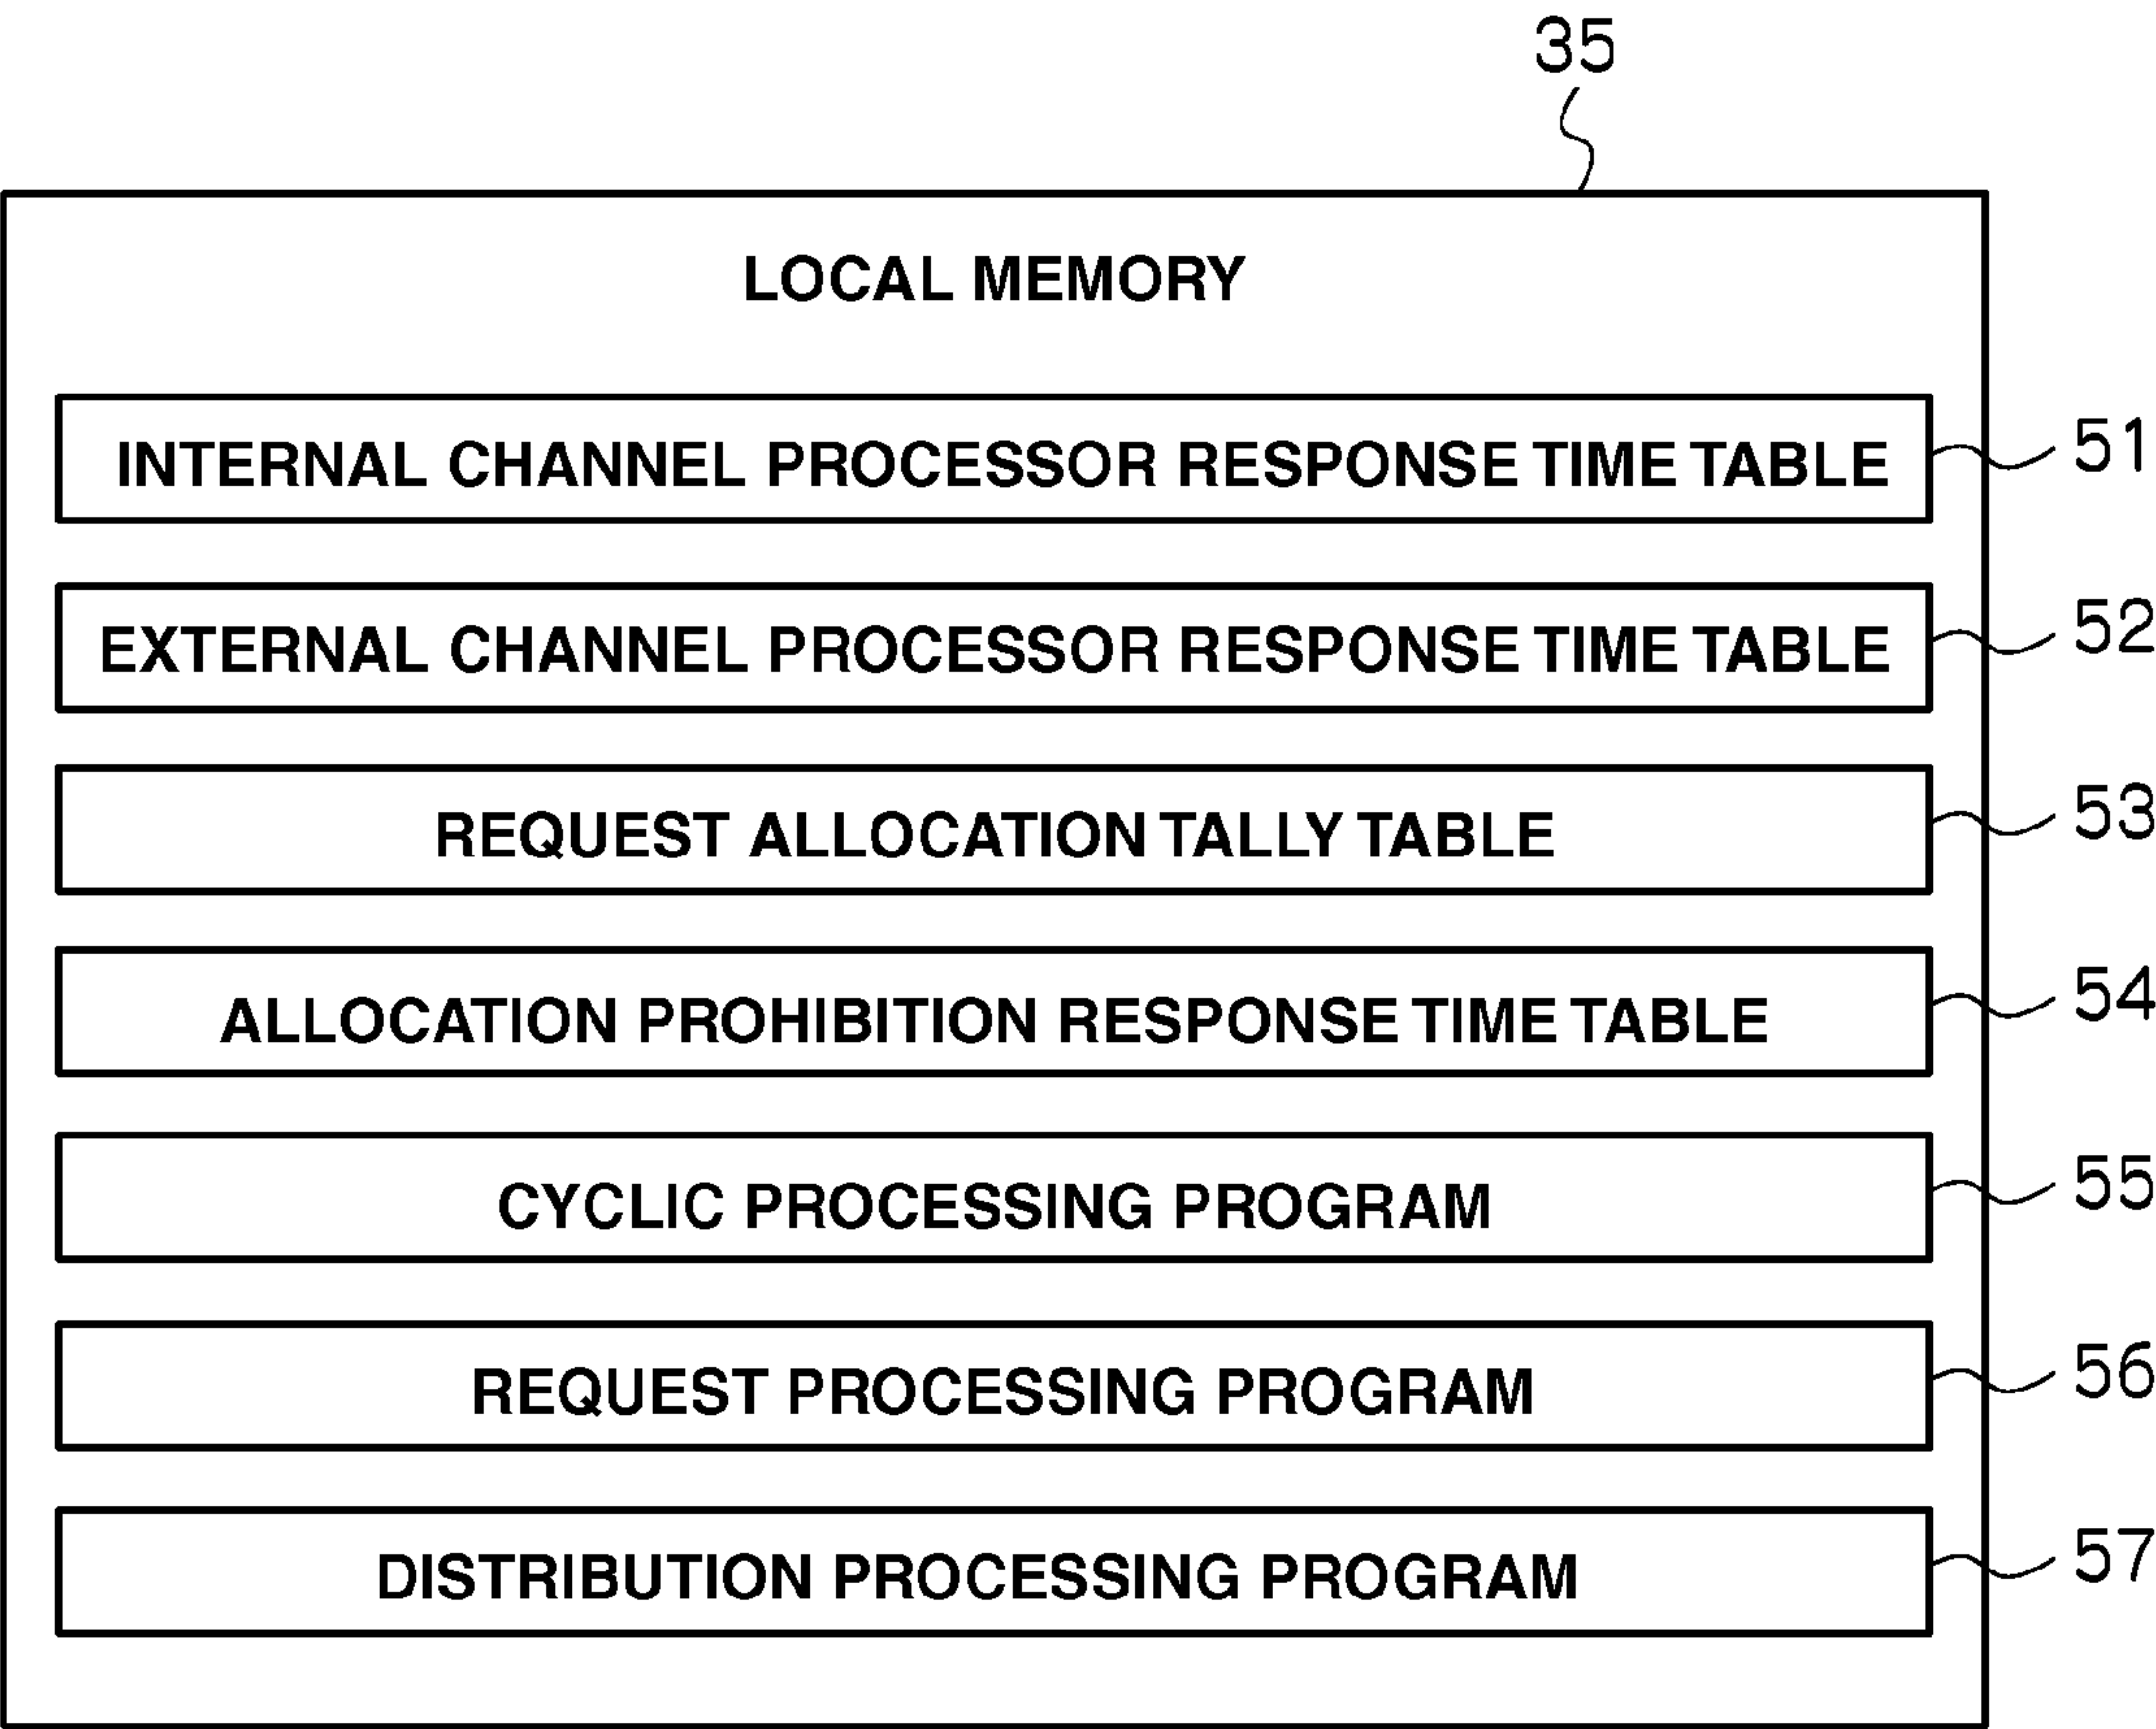 35
LOCAL MEMORY
INTERNAL CHANNEL PROCESSOR RESPONSE TIME TABLE 51
EXTERNAL CHANNEL PROCESSOR RESPONSE TIME TABLE 52
REQUEST ALLOCATION TALLY TABLE 53
ALLOCATION PROHIBITION RESPONSE TIME TABLE 54
CYCLIC PROCESSING PROGRAM 55
REQUEST PROCESSING PROGRAM 56
DISTRIBUTION PROCESSING PROGRAM 57